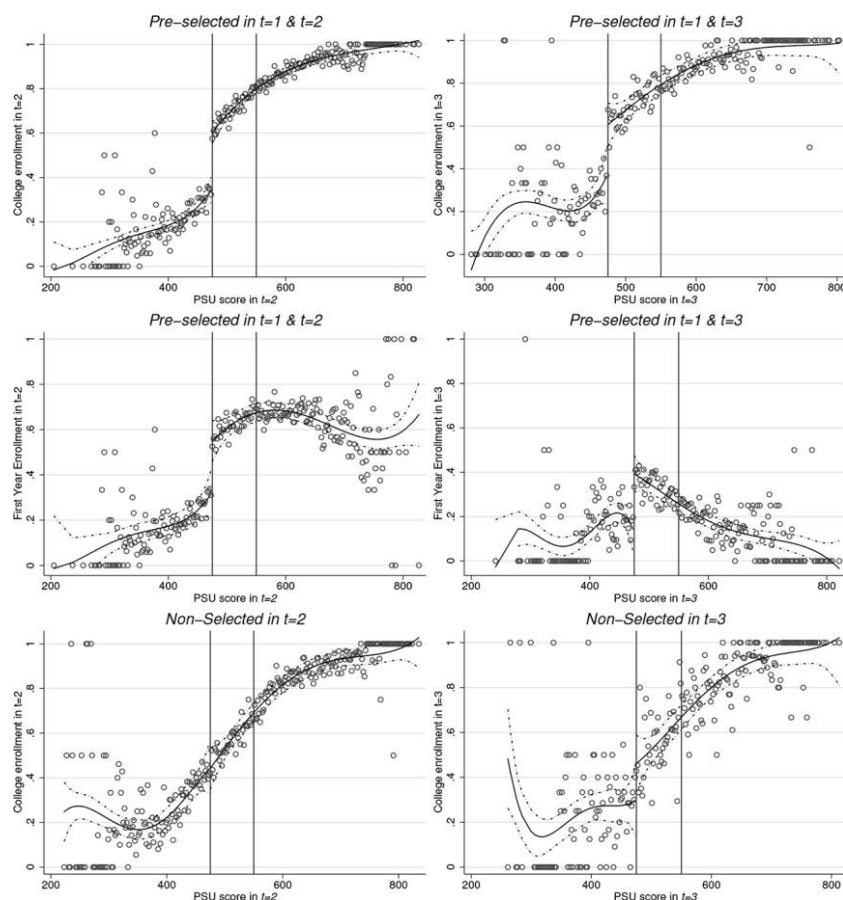 Pre-selected in t=1 & t=2
College enrollment in t=2
0 .2 .4 .6 .8 1
200 400 600 800
PSU score in t=2
Pre-selected in t=1 & t=3
College enrollment in t=3
0 .2 .4 .6 .8 1
300 400 500 600 700 800
PSU score in t=3
Pre-selected in t=1 & t=2
First Year Enrollment in t=2
0 .2 .4 .6 .8 1
200 400 600 800
PSU score in t=2
Pre-selected in t=1 & t=3
First Year Enrollment in t=3
0 .2 .4 .6 .8 1
200 400 600 800
PSU score in t=3
Non-Selected in t=2
College enrollment in t=2
0 .2 .4 .6 .8 1
200 400 600 800
PSU score in t=2
Non-Selected in t=3
College enrollment in t=3
0 .2 .4 .6 .8 1
200 400 600 800
PSU score in t=3